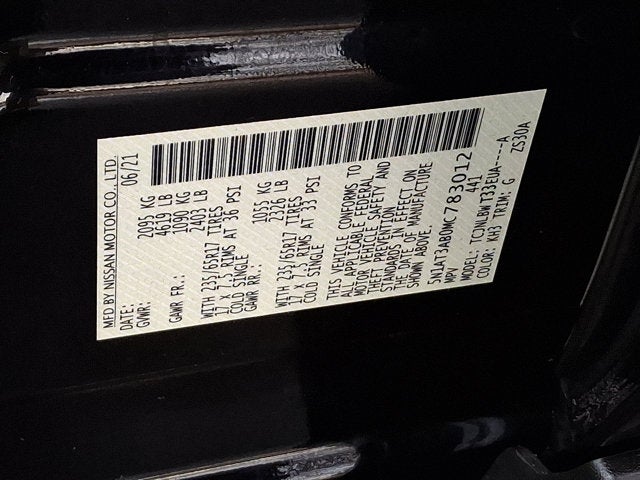 MFD BY NISSAN MOTOR CO., LTD.
DATE: 06/21
GVWR: 2095 KG
4619 LB
GAWR FR.: 1090 KG
2403 LB
WITH 235/65R17 TIRES
17 X 7.5 RIMS AT 36 PSI
COLD SINGLE
GAWR RR.: 1055 KG
2326 LB
WITH 235/65R17 TIRES
17 X 7.5 RIMS AT 33 PSI
COLD SINGLE
THIS VEHICLE CONFORMS TO
ALL APPLICABLE FEDERAL
MOTOR VEHICLE SAFETY AND
THEFT PREVENTION
STANDARDS IN EFFECT ON
THE DATE OF MANUFACTURE
SHOWN ABOVE.
5N1AT3AB0MC783012
MPV 441
MODEL: TC3NLBW T33EUA----A
COLOR: KH3 TRIM: G ZS30A